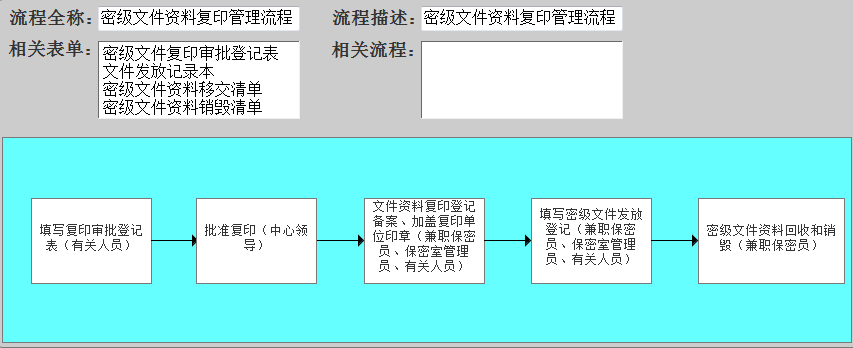 流程全称: 密级文件资料复印管理流程
流程描述: 密级文件资料复印管理流程
相关表单:
密级文件复印审批登记表
文件发放记录本
密级文件资料移交清单
密级文件资料销毁清单
相关流程:
填写复印审批登记
表（有关人员）
批准复印（中心领
导）
文件资料复印登记
备案、加盖复印单
位印章（兼职保密
员、保密室管理
员、有关人员）
填写密级文件发放
登记（兼职保密
员、保密室管理
员、有关人员）
密级文件资料回收和销
毁（兼职保密员）